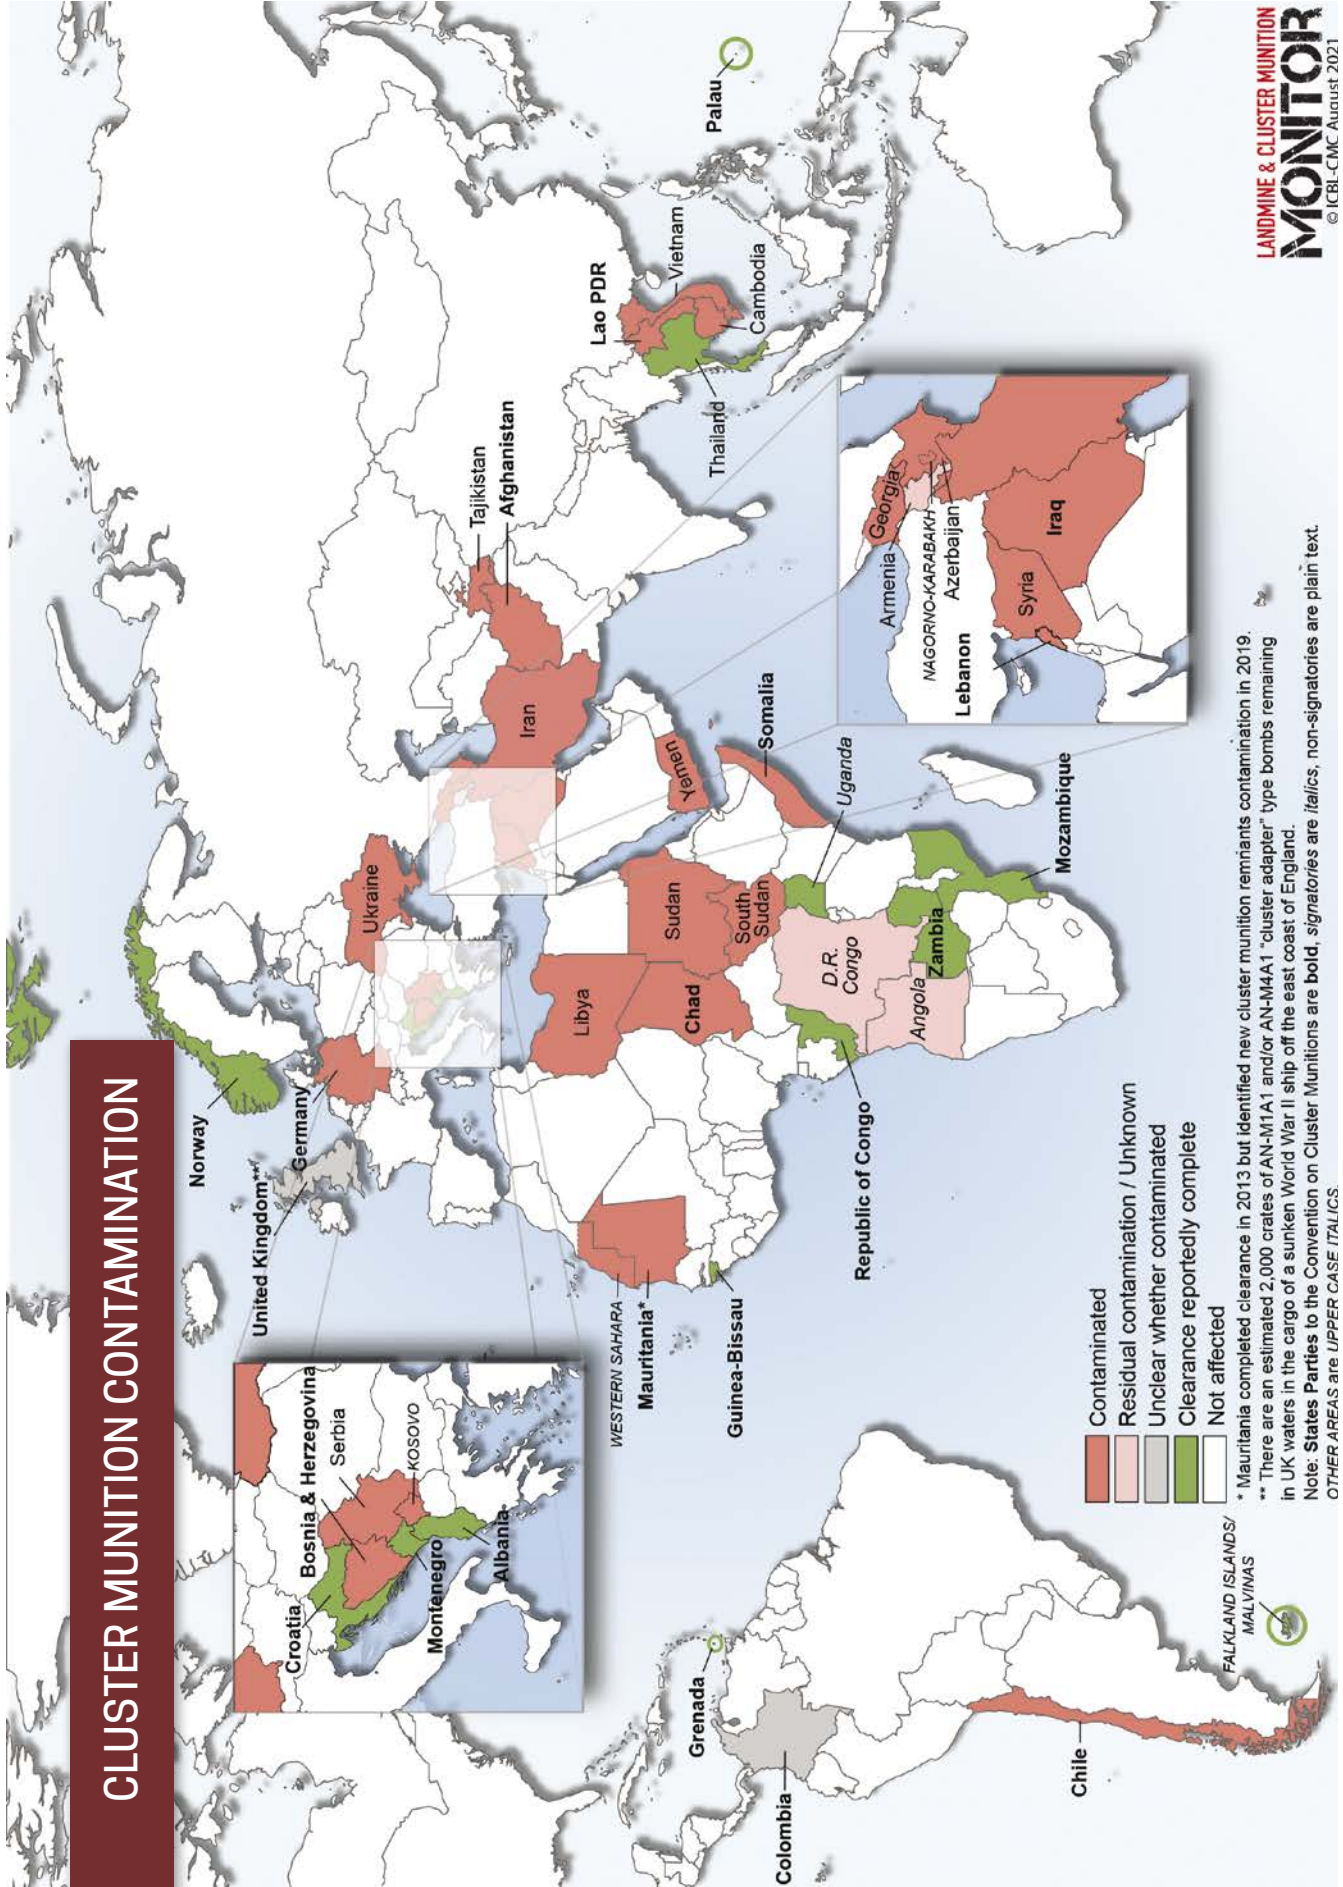 CLUSTER MUNITION CONTAMINATION
Norway
United Kingdom**
Germany
Ukraine
Croatia
Bosnia & Herzegovina
Serbia
KOSOVO
Montenegro
Albania
WESTERN SAHARA
Mauritania*
Guinea-Bissau
Libya
Chad
Sudan
South
Sudan
D.R.
Congo
Angola
Zambia
Republic of Congo
Uganda
Mozambique
Somalia
Yemen
Iran
Tajikistan
Afghanistan
Lao PDR
Vietnam
Cambodia
Thailand
Palau
Georgia
Armenia
NAGORNO-KARABAKH
Azerbaijan
Lebanon
Syria
Iraq
Grenada
Colombia
Chile
FALKLAND ISLANDS/
MALVINAS
Contaminated
Residual contamination / Unknown
Unclear whether contaminated
Clearance reportedly complete
Not affected
* Mauritania completed clearance in 2013 but identified new cluster munition remnants contamination in 2019.
** There are an estimated 2,000 crates of AN-M1A1 and/or AN-M4A1 "cluster adapter" type bombs remaining
in UK waters in the cargo of a sunken World War II ship off the east coast of England.
Note: States Parties to the Convention on Cluster Munitions are bold, signatories are italics, non-signatories are plain text.
OTHER AREAS are UPPER CASE ITALICS.
LANDMINE & CLUSTER MUNITION
MONITOR
© ICBL-CMC August 2021